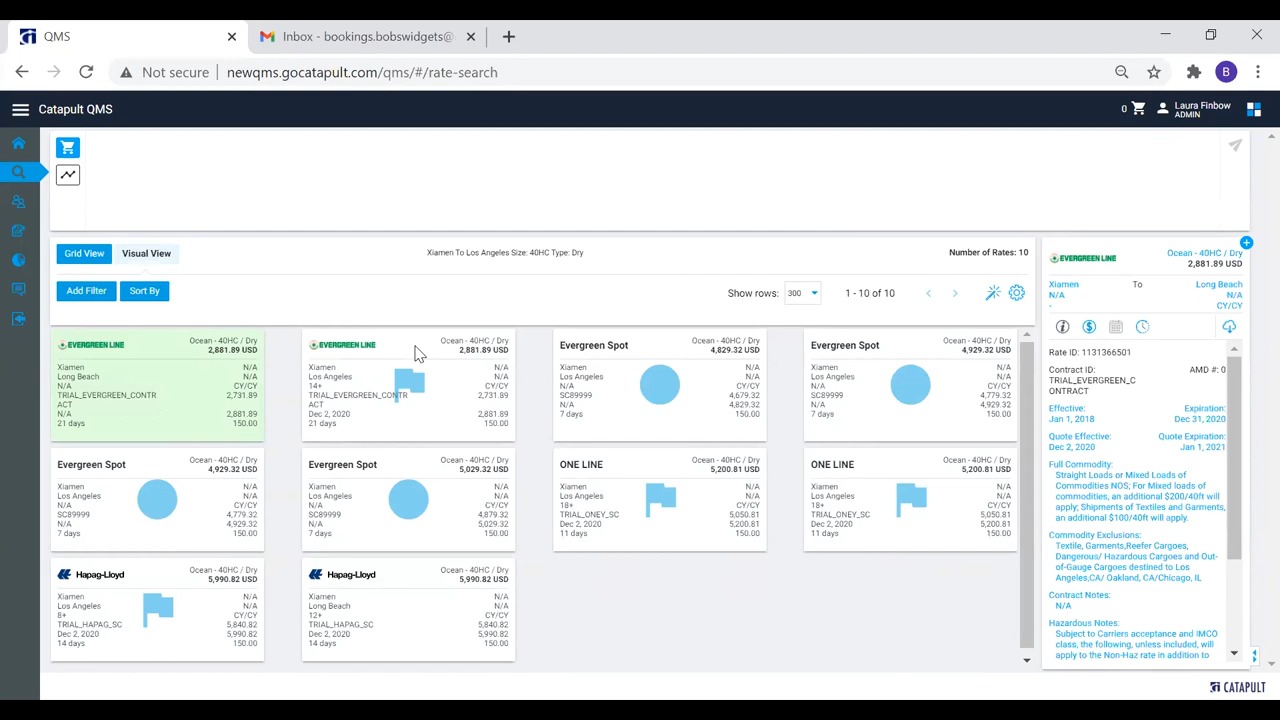 QMS
Inbox - bookings.bobswidgets@
Not secure
newqms.gocatapult.com/qms/#/rate-search
B
Catapult QMS
0
Laura Finbow
ADMIN
Grid View
Visual View
Xiamen To Los Angeles Size: 40HC Type: Dry
Number of Rates: 10
Add Filter
Sort By
Show rows:
300
1 - 10 of 10
EVERGREEN LINE
Ocean - 40HC / Dry
2,881.89 USD
Xiamen
N/A
Long Beach
N/A
N/A
CY/CY
TRIAL_EVERGREEN_CONTR
2,731.89
ACT
N/A
2,881.89
21 days
150.00
EVERGREEN LINE
Ocean - 40HC / Dry
2,881.89 USD
Xiamen
N/A
Los Angeles
N/A
14+
CY/CY
TRIAL_EVERGREEN_CONTR
2,731.89
ACT
Dec 2, 2020
2,881.89
21 days
150.00
Evergreen Spot
Ocean - 40HC / Dry
4,829.32 USD
Xiamen
N/A
Los Angeles
N/A
N/A
CY/CY
SC89999
4,679.32
N/A
4,829.32
7 days
150.00
Evergreen Spot
Ocean - 40HC / Dry
4,929.32 USD
Xiamen
N/A
Los Angeles
N/A
N/A
CY/CY
SC89999
4,779.32
N/A
4,929.32
7 days
150.00
Evergreen Spot
Ocean - 40HC / Dry
4,929.32 USD
Xiamen
N/A
Los Angeles
N/A
N/A
CY/CY
SC89999
4,779.32
N/A
4,929.32
7 days
150.00
Evergreen Spot
Ocean - 40HC / Dry
5,029.32 USD
Xiamen
N/A
Los Angeles
N/A
N/A
CY/CY
SC89999
4,879.32
N/A
5,029.32
7 days
150.00
ONE LINE
Ocean - 40HC / Dry
5,200.81 USD
Xiamen
N/A
Los Angeles
N/A
18+
CY/CY
TRIAL_ONEY_SC
5,050.81
Dec 2, 2020
5,200.81
11 days
150.00
ONE LINE
Ocean - 40HC / Dry
5,200.81 USD
Xiamen
N/A
Los Angeles
N/A
18+
CY/CY
TRIAL_ONEY_SC
5,050.81
Dec 2, 2020
5,200.81
11 days
150.00
Hapag-Lloyd
Ocean - 40HC / Dry
5,990.82 USD
Xiamen
N/A
Los Angeles
N/A
8+
CY/CY
TRIAL_HAPAG_SC
5,840.82
Dec 2, 2020
5,990.82
14 days
150.00
Hapag-Lloyd
Ocean - 40HC / Dry
5,990.82 USD
Xiamen
N/A
Long Beach
N/A
12+
CY/CY
TRIAL_HAPAG_SC
5,840.82
Dec 2, 2020
5,990.82
14 days
150.00
EVERGREEN LINE
Ocean - 40HC / Dry
2,881.89 USD
Xiamen
To
Long Beach
N/A
N/A
-
CY/CY
Rate ID: 1131366501
Contract ID:
AMD #: 0
TRIAL_EVERGREEN_C
ONTRACT
Effective:
Expiration:
Jan 1, 2018
Dec 31, 2020
Quote Effective:
Quote Expiration:
Dec 2, 2020
Jan 1, 2021
Full Commodity:
Straight Loads or Mixed Loads of
Commodities NOS; For Mixed loads of
commodities, an additional $200/40ft will
apply; Shipments of Textiles and Garments,
an additional $100/40ft will apply.
Commodity Exclusions:
Textile, Garments,Reefer Cargoes,
Dangerous/ Hazardous Cargoes and Out-
of-Gauge Cargoes destined to Los
Angeles,CA/ Oakland, CA/Chicago, IL
Contract Notes:
N/A
Hazardous Notes:
Subject to Carriers acceptance and IMCO
class, the following, unless included, will
apply to the Non-Haz rate in addition to
CATAPULT